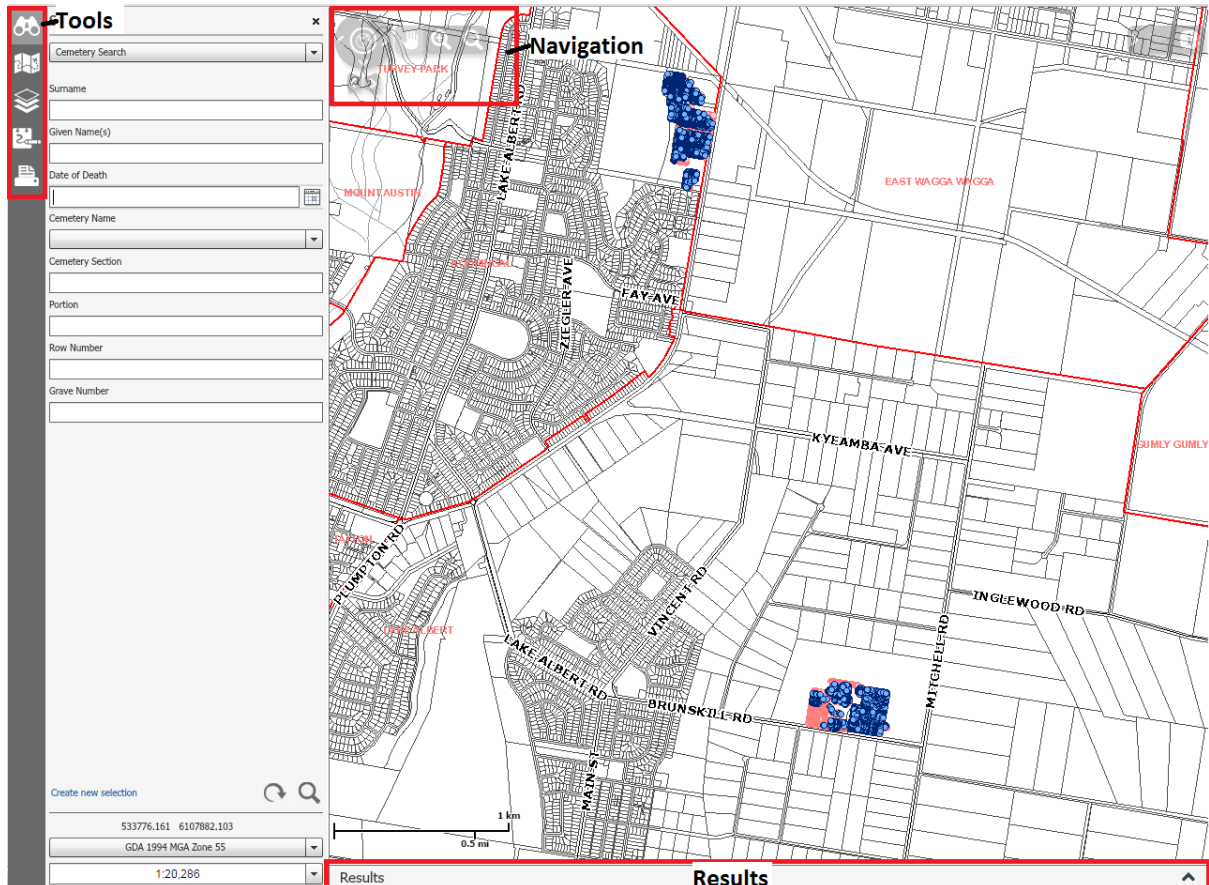 Tools
Cemetery Search
Surname
Given Name(s)
Date of Death
Cemetery Name
Cemetery Section
Portion
Row Number
Grave Number
Create new selection
533776.161 6107882.103
GDA 1994 MGA Zone 55
1:20,286
Navigation
TURVEY PARK
LAKE ALBERT RD
MOUNT AUSTIN
EAST WAGGA WAGGA
ZIEGLER AVE
FAY AVE
KYEAMBA AVE
GUMLY GUMLY
PLUMPTON RD
LAKE ALBERT
VINCENT RD
INGLEWOOD RD
MITCHELL RD
LAKE ALBERT RD
BRUNSKILL RD
MAIN ST
1 km
0.5 mi
Results
Results